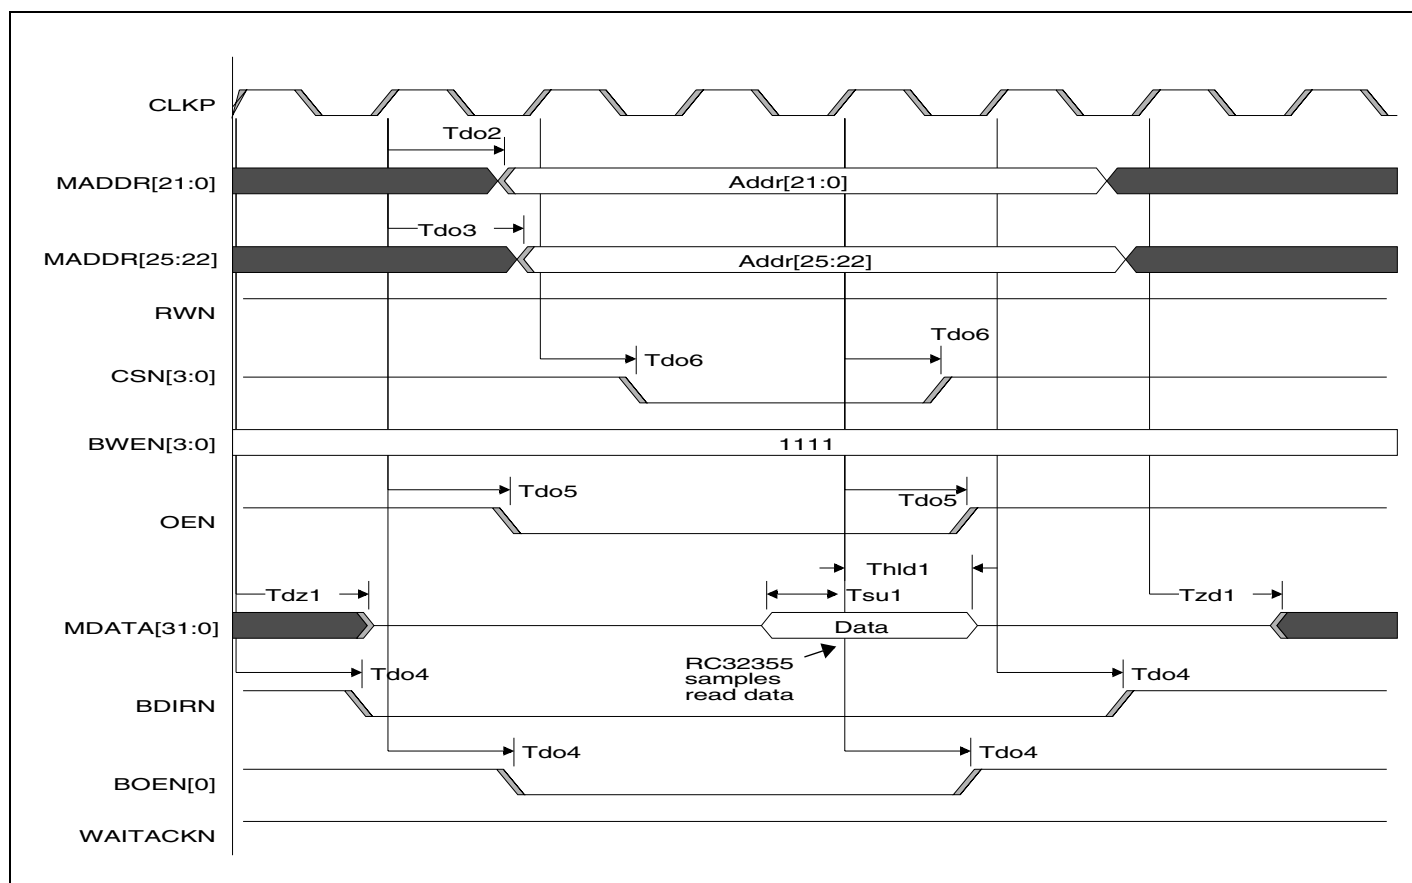 CLKP
Tdo2
MADDR[21:0]
Addr[21:0]
Tdo3
MADDR[25:22]
Addr[25:22]
RWN
Tdo6
Tdo6
CSN[3:0]
BWEN[3:0]
1111
Tdo5
Tdo5
OEN
Thld1
Tdz1
Tsu1
Tzd1
MDATA[31:0]
Data
RC32355
samples
read data
Tdo4
Tdo4
BDIRN
Tdo4
Tdo4
BOEN[0]
WAITACKN